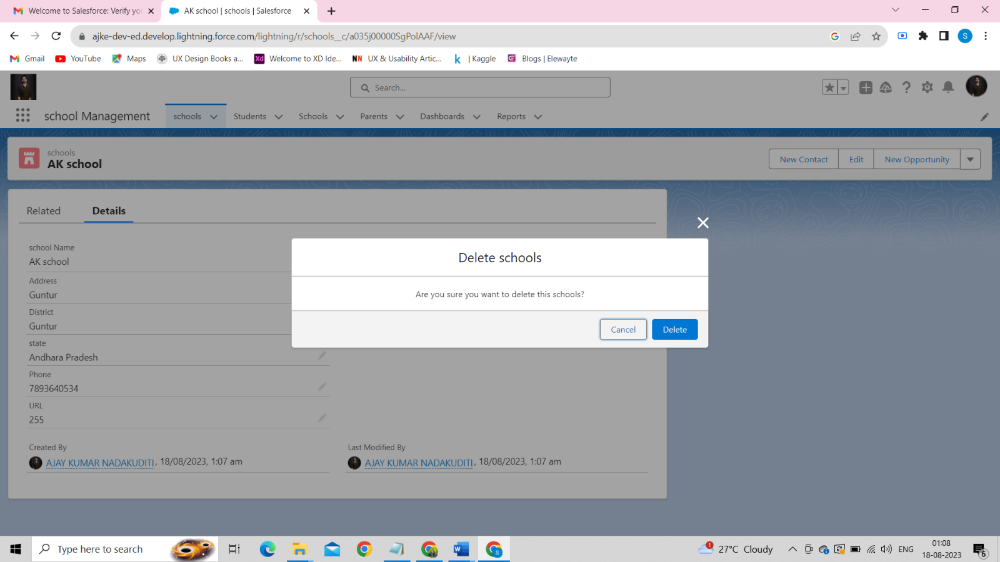 Welcome to Salesforce: Verify yo
AK school | schools | Salesforce
ajke-dev-ed.develop.lightning.force.com/lightning/r/schools__c/a035j00000SgPolAAF/view
S
Gmail
YouTube
Maps
UX Design Books a...
Xd Welcome to XD Ide...
NN UX & Usability Artic...
k | Kaggle
Blogs | Elewayte
Search...
school Management
schools
Students
Schools
Parents
Dashboards
Reports
schools
AK school
New Contact
Edit
New Opportunity
Related
Details
school Name
AK school
Address
Guntur
District
Guntur
state
Andhara Pradesh
Phone
7893640534
URL
255
Created By
AJAY KUMAR NADAKUDITI, 18/08/2023, 1:07 am
Last Modified By
AJAY KUMAR NADAKUDITI, 18/08/2023, 1:07 am
Delete schools
Are you sure you want to delete this schools?
Cancel
Delete
Type here to search
1
27°C Cloudy
ENG
01:08
18-08-2023
6